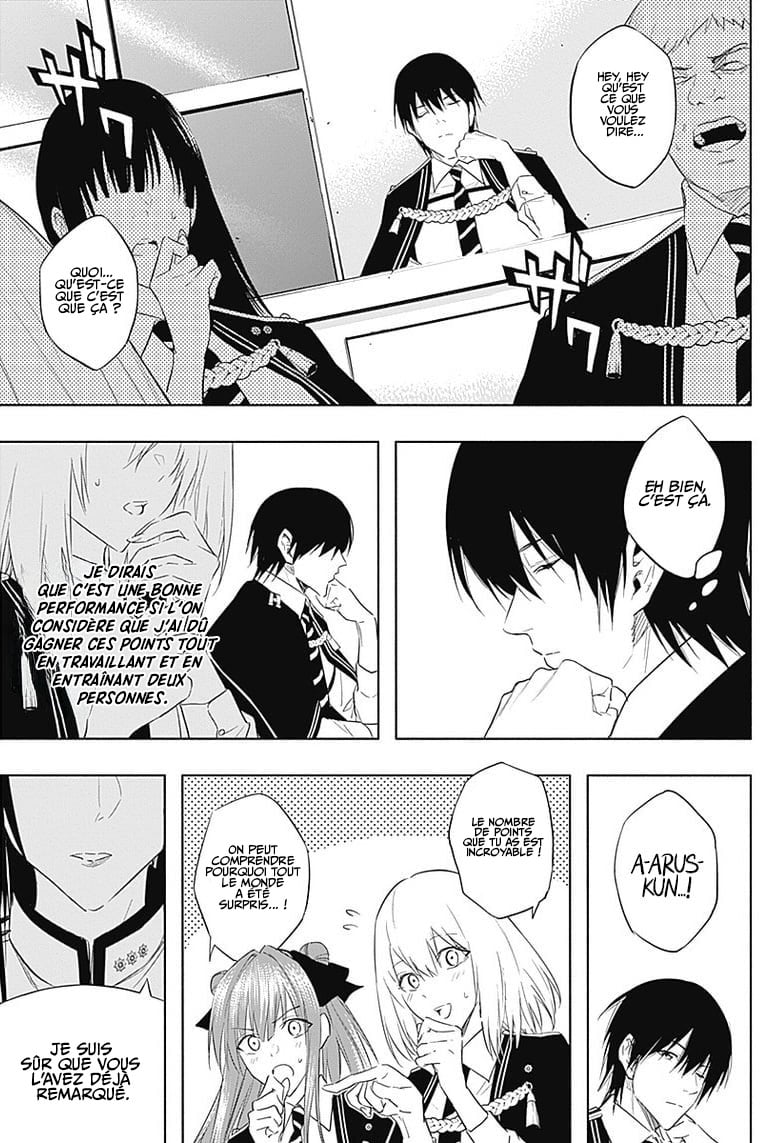 HEY, HEY
QU'EST
CE QUE
VOUS
VOULEZ
DIRE...
ザワ
ザワ
QUOI...
QU'EST-CE
QUE C'EST
QUE ÇA ?
EH BIEN,
C'EST ÇA.
JE DIRAIS
QUE C'EST UNE BONNE
PERFORMANCE SI L'ON
CONSIDÈRE QUE J'AI DÛ
GAGNER CES POINTS TOUT
EN TRAVAILLANT ET EN
ENTRAÎNANT DEUX
PERSONNES.
A-ARUS-
KUN...!
LE NOMBRE
DE POINTS
QUE TU AS EST
INCROYABLE !
ON PEUT
COMPRENDRE
POURQUOI TOUT
LE MONDE
A ÉTÉ
SURPRIS... !
JE SUIS
SÛR QUE VOUS
L'AVEZ DÉJÀ
REMARQUÉ.